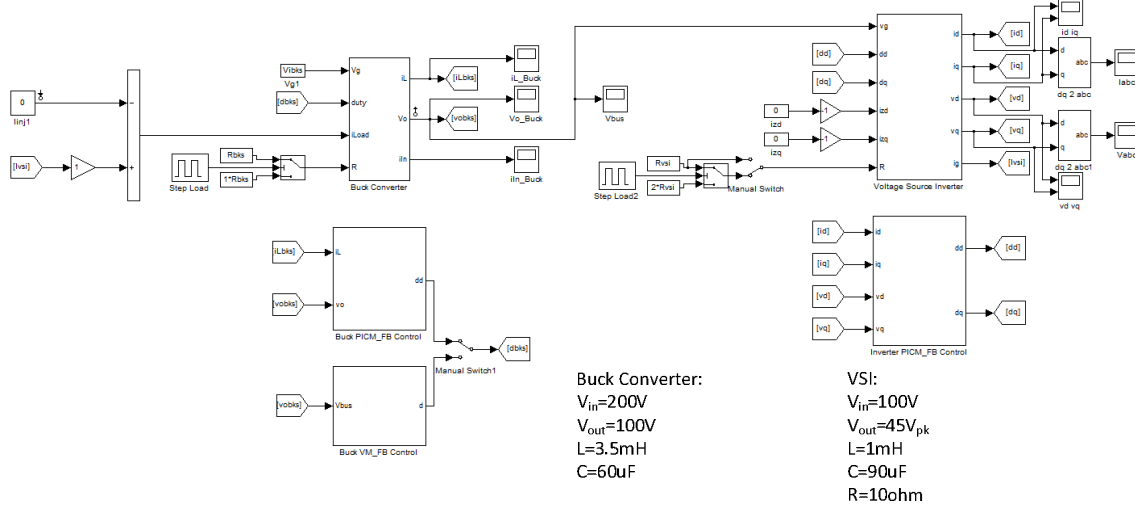 0
Iinj1
[Ivsi]
1
−
+
Vibks
Vg1
[dbks]
Step Load
Rbks
1*Rbks
Vg
duty
iLoad
R
iL
Vo
iIn
Buck Converter
[iLbks]
[vobks]
iL_Buck
Vo_Buck
iIn_Buck
Vbus
[dd]
[dq]
0
izd
-1
0
izq
-1
Step Load2
Rvsi
2*Rvsi
Manual Switch
vg
dd
dq
izd
izq
R
id
iq
vd
vq
ig
Voltage Source Inverter
[id]
[iq]
[vd]
[vq]
[Ivsi]
id iq
d
q
abc
dq 2 abc
Iabc
d
q
abc
dq 2 abc1
Vabc
vd vq
[iLbks]
[vobks]
iL
vo
dd
Buck PICM_FB Control
[vobks]
Vbus
d
Buck VM_FB Control
Manual Switch1
[dbks]
[id]
[iq]
[vd]
[vq]
id
iq
vd
vq
dd
dq
Inverter PICM_FB Control
[dd]
[dq]
Buck Converter:
Vin=200V
Vout=100V
L=3.5mH
C=60uF
VSI:
Vin=100V
Vout=45Vpk
L=1mH
C=90uF
R=10ohm